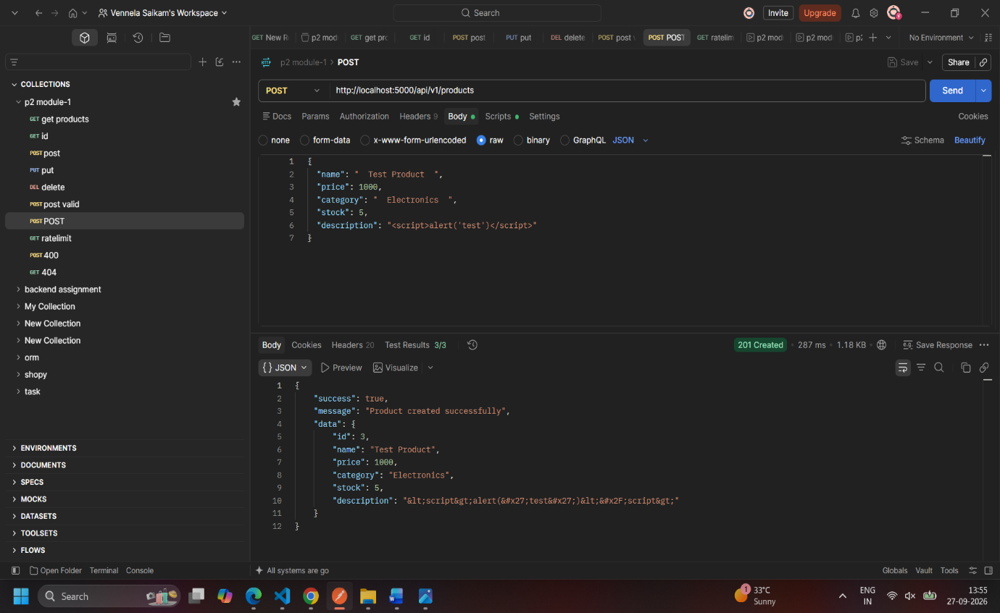 Vennela Saikam's Workspace
Search
Invite
Upgrade
GET New R
p2 mod
GET get pro
GET id
POST post
PUT put
DEL delete
POST post v
POST POST
GET ratelim
p2 mod
p2 mod
p2
No Environment
COLLECTIONS
p2 module-1
GET get products
GET id
POST post
PUT put
DEL delete
POST post valid
POST POST
GET ratelimit
POST 400
GET 404
backend assignment
My Collection
New Collection
New Collection
orm
shopy
task
ENVIRONMENTS
DOCUMENTS
SPECS
MOCKS
DATASETS
TOOLSETS
FLOWS
HTTP p2 module-1 > POST
Save
Share
POST http://localhost:5000/api/v1/products
Send
Docs Params Authorization Headers 9 Body Scripts Settings
Cookies
none form-data x-www-form-urlencoded raw binary GraphQL JSON
Schema Beautify
1 {
2 "name": "  Test Product  ",
3 "price": 1000,
4 "category": "  Electronics  ",
5 "stock": 5,
6 "description": "<script>alert('test')</script>"
7 }
Body Cookies Headers 20 Test Results 3/3
201 Created 287 ms 1.18 KB e.g. Save Response
{} JSON Preview Visualize
1 {
2 "success": true,
3 "message": "Product created successfully",
4 "data": {
5 "id": 3,
6 "name": "Test Product",
7 "price": 1000,
8 "category": "Electronics",
9 "stock": 5,
10 "description": "&lt;script&gt;alert(&#x27;test&#x27;)&lt;&#x2F;script&gt;"
11 }
12 }
Open Folder Terminal Console
All systems are go
Globals Vault Tools
Search
1
33°C
Sunny
ENG
IN
13:55
27-09-2026